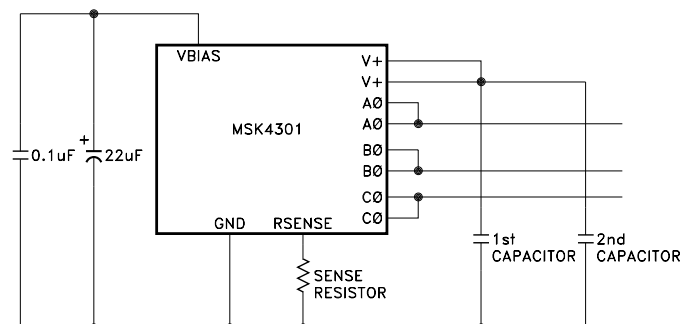 VBIAS
V+
V+
AØ
MSK4301
AØ
+
0.1uF
22uF
BØ
BØ
CØ
GND
RSENSE
CØ
1st
CAPACITOR
2nd
CAPACITOR
SENSE
RESISTOR